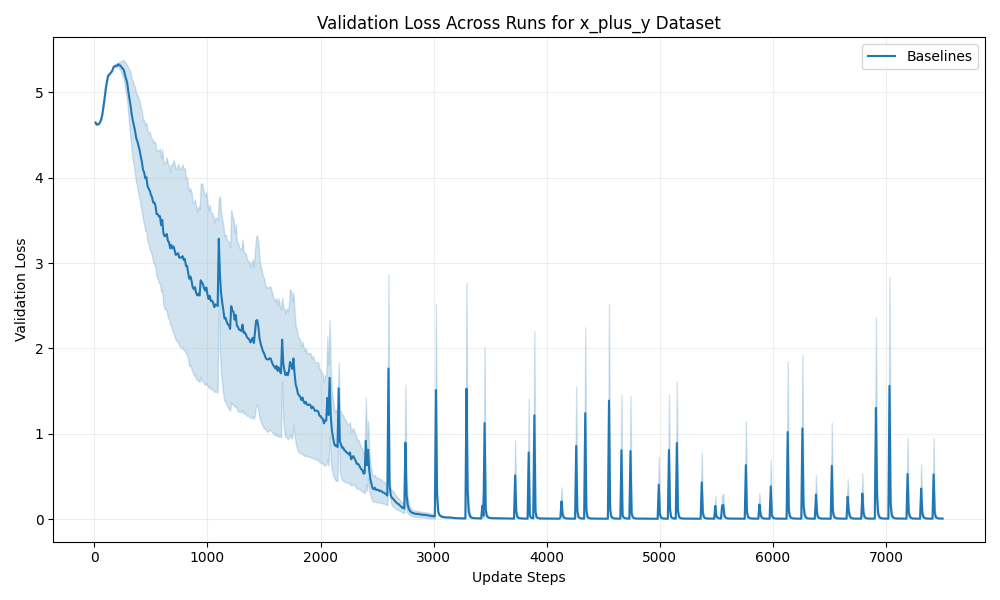 Validation Loss Across Runs for x_plus_y Dataset
Baselines
Validation Loss
5
4
3
2
1
0
0 1000 2000 3000 4000 5000 6000 7000
Update Steps